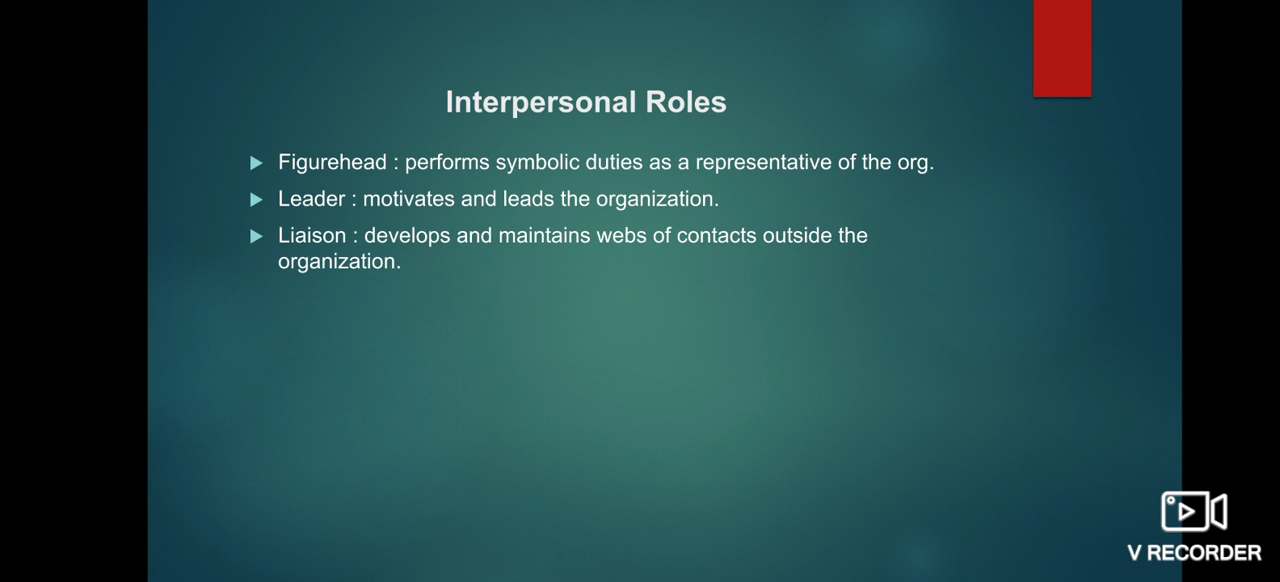 Interpersonal Roles
Figurehead : performs symbolic duties as a representative of the org.
Leader : motivates and leads the organization.
Liaison : develops and maintains webs of contacts outside the
organization.
V RECORDER